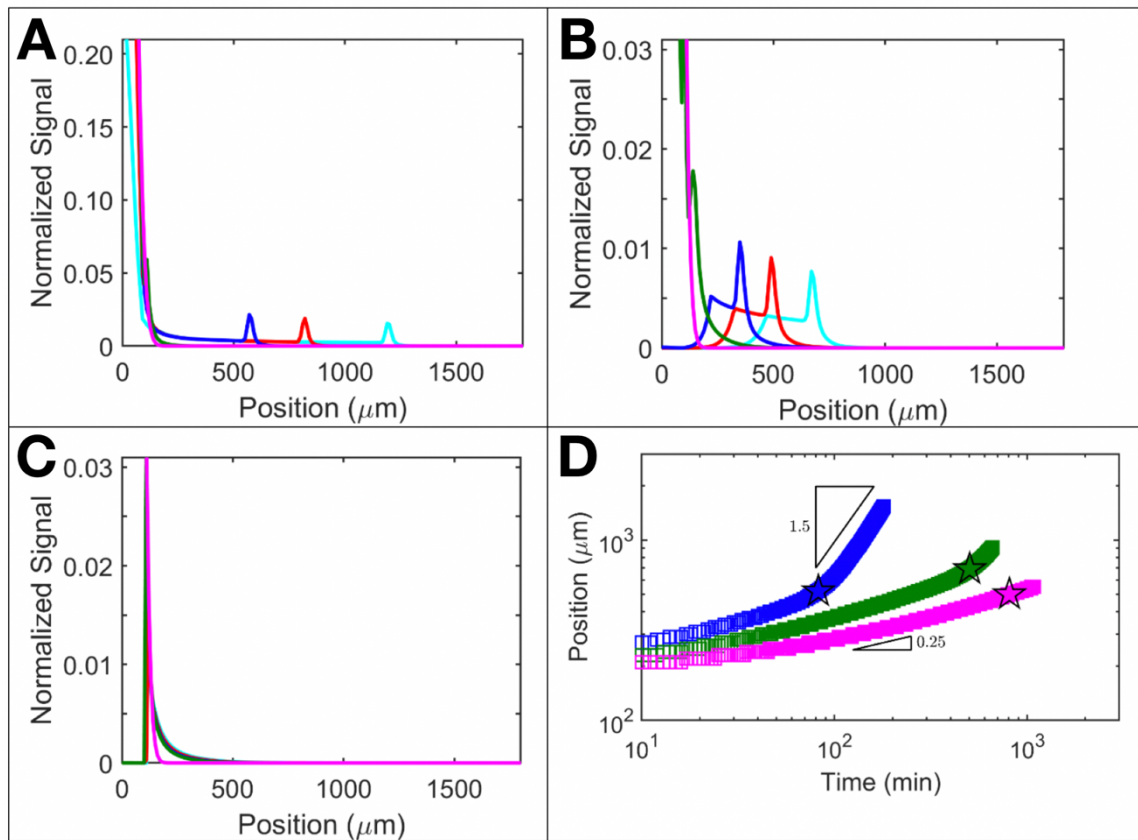 A
Normalized Signal
0.20
0.15
0.10
0.05
0
0
500
1000
1500
Position (μm)
B
Normalized Signal
0.03
0.02
0.01
0
0
500
1000
1500
Position (μm)
C
Normalized Signal
0.03
0.02
0.01
0
0
500
1000
1500
Position (μm)
D
Position (μm)
10³
10²
1.5
0.25
10¹
10²
10³
Time (min)